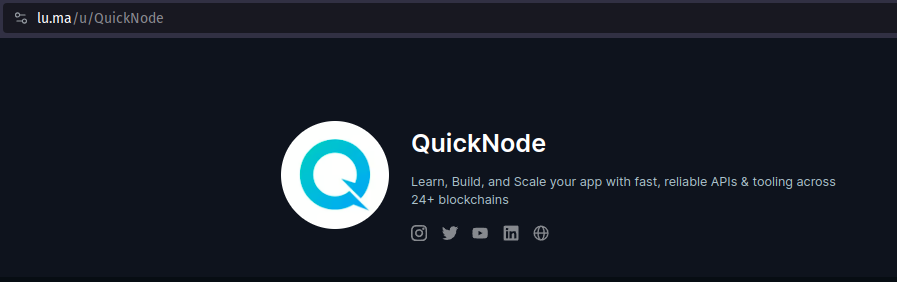 lu.ma/u/QuickNode
QuickNode
Learn, Build, and Scale your app with fast, reliable APIs & tooling across
24+ blockchains